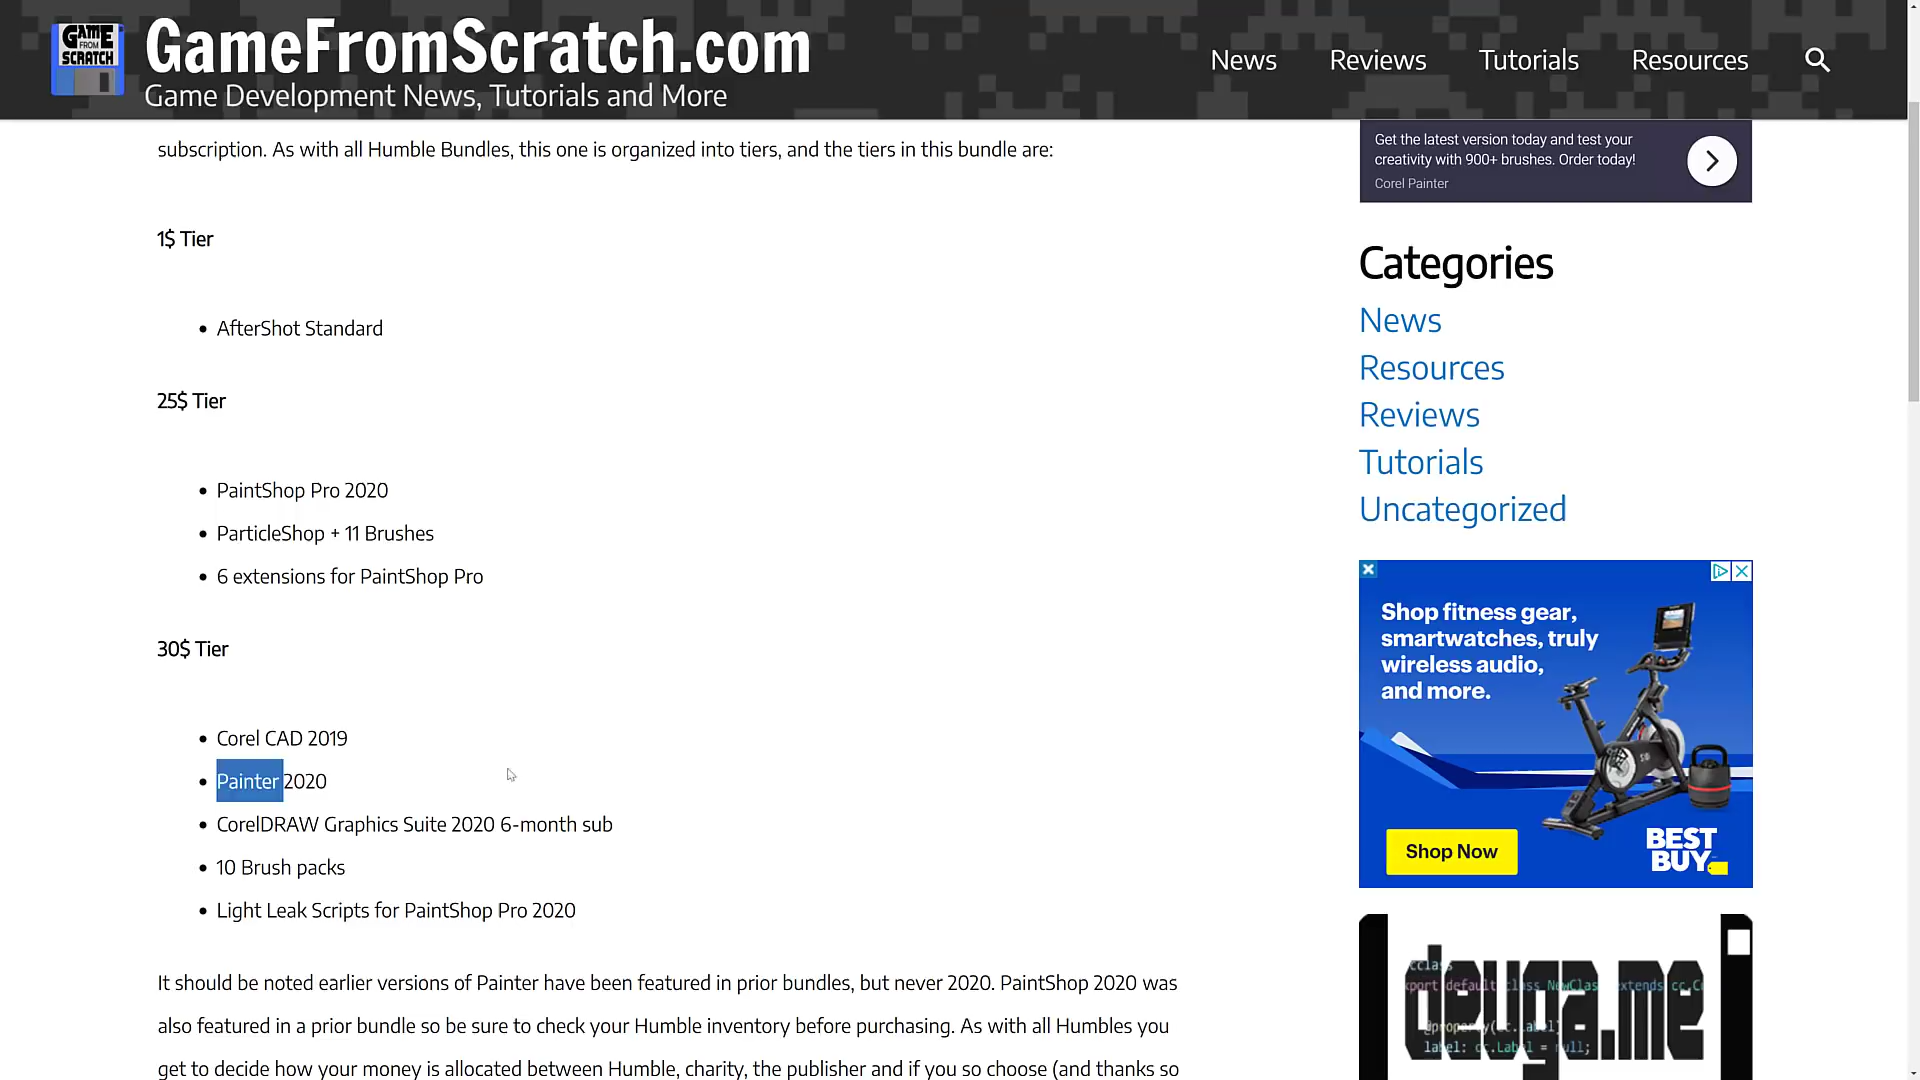 GAME
FROM
SCRATCH
GameFromScratch.com
Game Development News, Tutorials and More
News
Reviews
Tutorials
Resources
subscription. As with all Humble Bundles, this one is organized into tiers, and the tiers in this bundle are:
1$ Tier
• AfterShot Standard
25$ Tier
• PaintShop Pro 2020
• ParticleShop + 11 Brushes
• 6 extensions for PaintShop Pro
30$ Tier
• Corel CAD 2019
• Painter 2020
• CorelDRAW Graphics Suite 2020 6-month sub
• 10 Brush packs
• Light Leak Scripts for PaintShop Pro 2020
It should be noted earlier versions of Painter have been featured in prior bundles, but never 2020. PaintShop 2020 was
also featured in a prior bundle so be sure to check your Humble inventory before purchasing. As with all Humbles you
get to decide how your money is allocated between Humble, charity, the publisher and if you so choose (and thanks so
Get the latest version today and test your
creativity with 900+ brushes. Order today!
Corel Painter
Categories
News
Resources
Reviews
Tutorials
Uncategorized
Shop fitness gear,
smartwatches, truly
wireless audio,
and more.
Shop Now
BEST
BUY
devga.me
label: cc.Label = null;